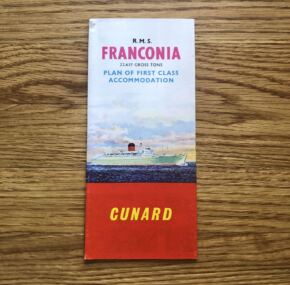 R.M.S.
FRANCONIA
22,637 GROSS TONS
PLAN OF FIRST CLASS
ACCOMMODATION
CUNARD